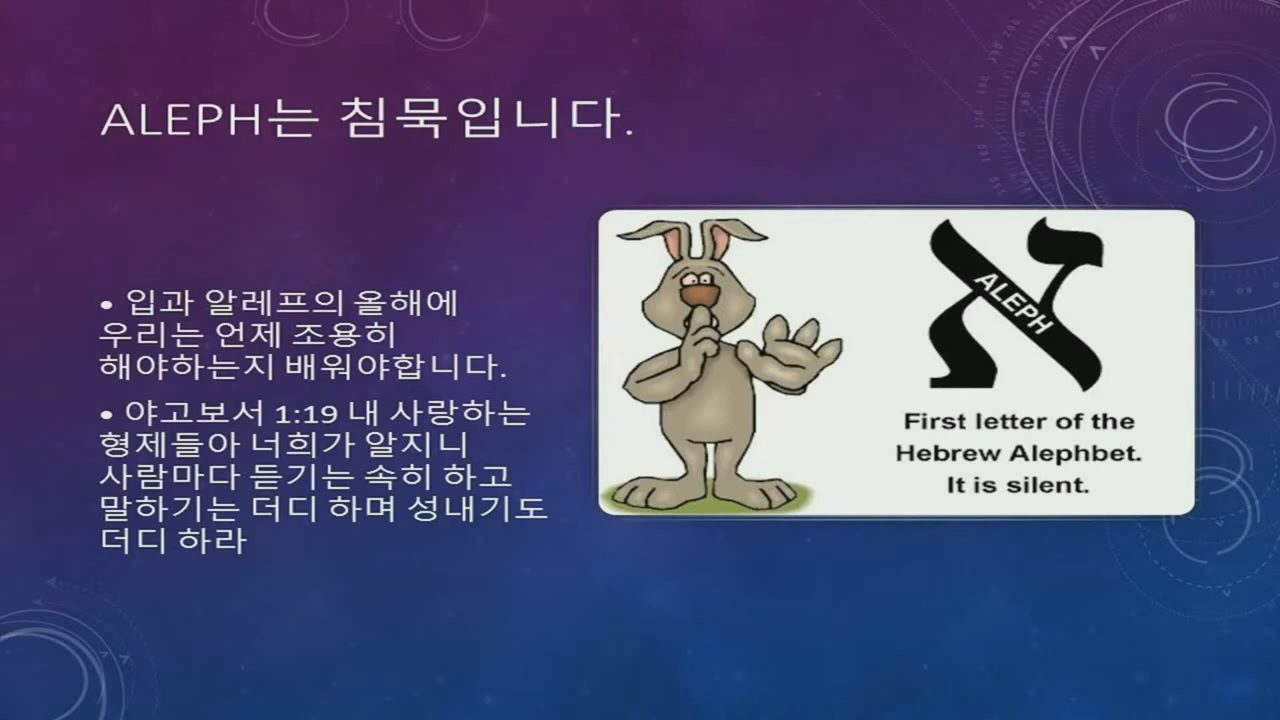 ALEPH는 침묵입니다.
• 입과 알레프의 올해에
우리는 언제 조용히
해야하는지 배워야합니다.
• 야고보서 1:19 내 사랑하는
형제들아 너희가 알지니
사람마다 듣기는 속히 하고
말하기는 더디 하며 성내기도
더디 하라
א
ALEPH
First letter of the
Hebrew Alephbet.
It is silent.